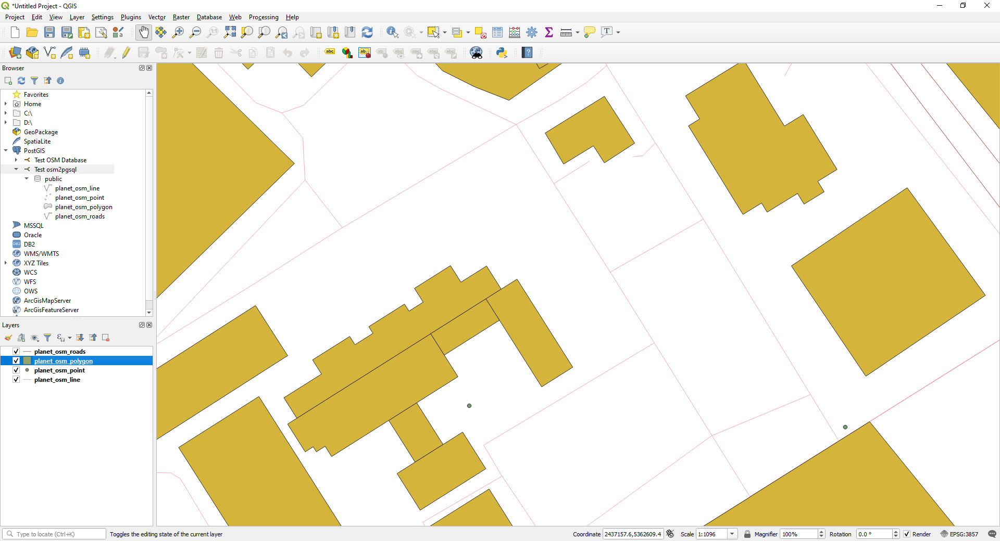 *Untitled Project - QGIS
Project Edit View Layer Settings Plugins Vector Raster Database Web Processing Help
Browser
Favorites
Home
C:\
D:\
GeoPackage
SpatiaLite
PostGIS
Test OSM Database
Test osm2pgsql
public
planet_osm_line
planet_osm_point
planet_osm_polygon
planet_osm_roads
MSSQL
Oracle
DB2
WMS/WMTS
XYZ Tiles
WCS
WFS
OWS
ArcGisMapServer
ArcGisFeatureServer
Layers
planet_osm_roads
planet_osm_polygon
planet_osm_point
planet_osm_line
Type to locate (Ctrl+K) Toggles the editing state of the current layer Coordinate 2437157.6,5362609.4 Scale 1:1096 Magnifier 100% Rotation 0.0 ° Render EPSG:3857